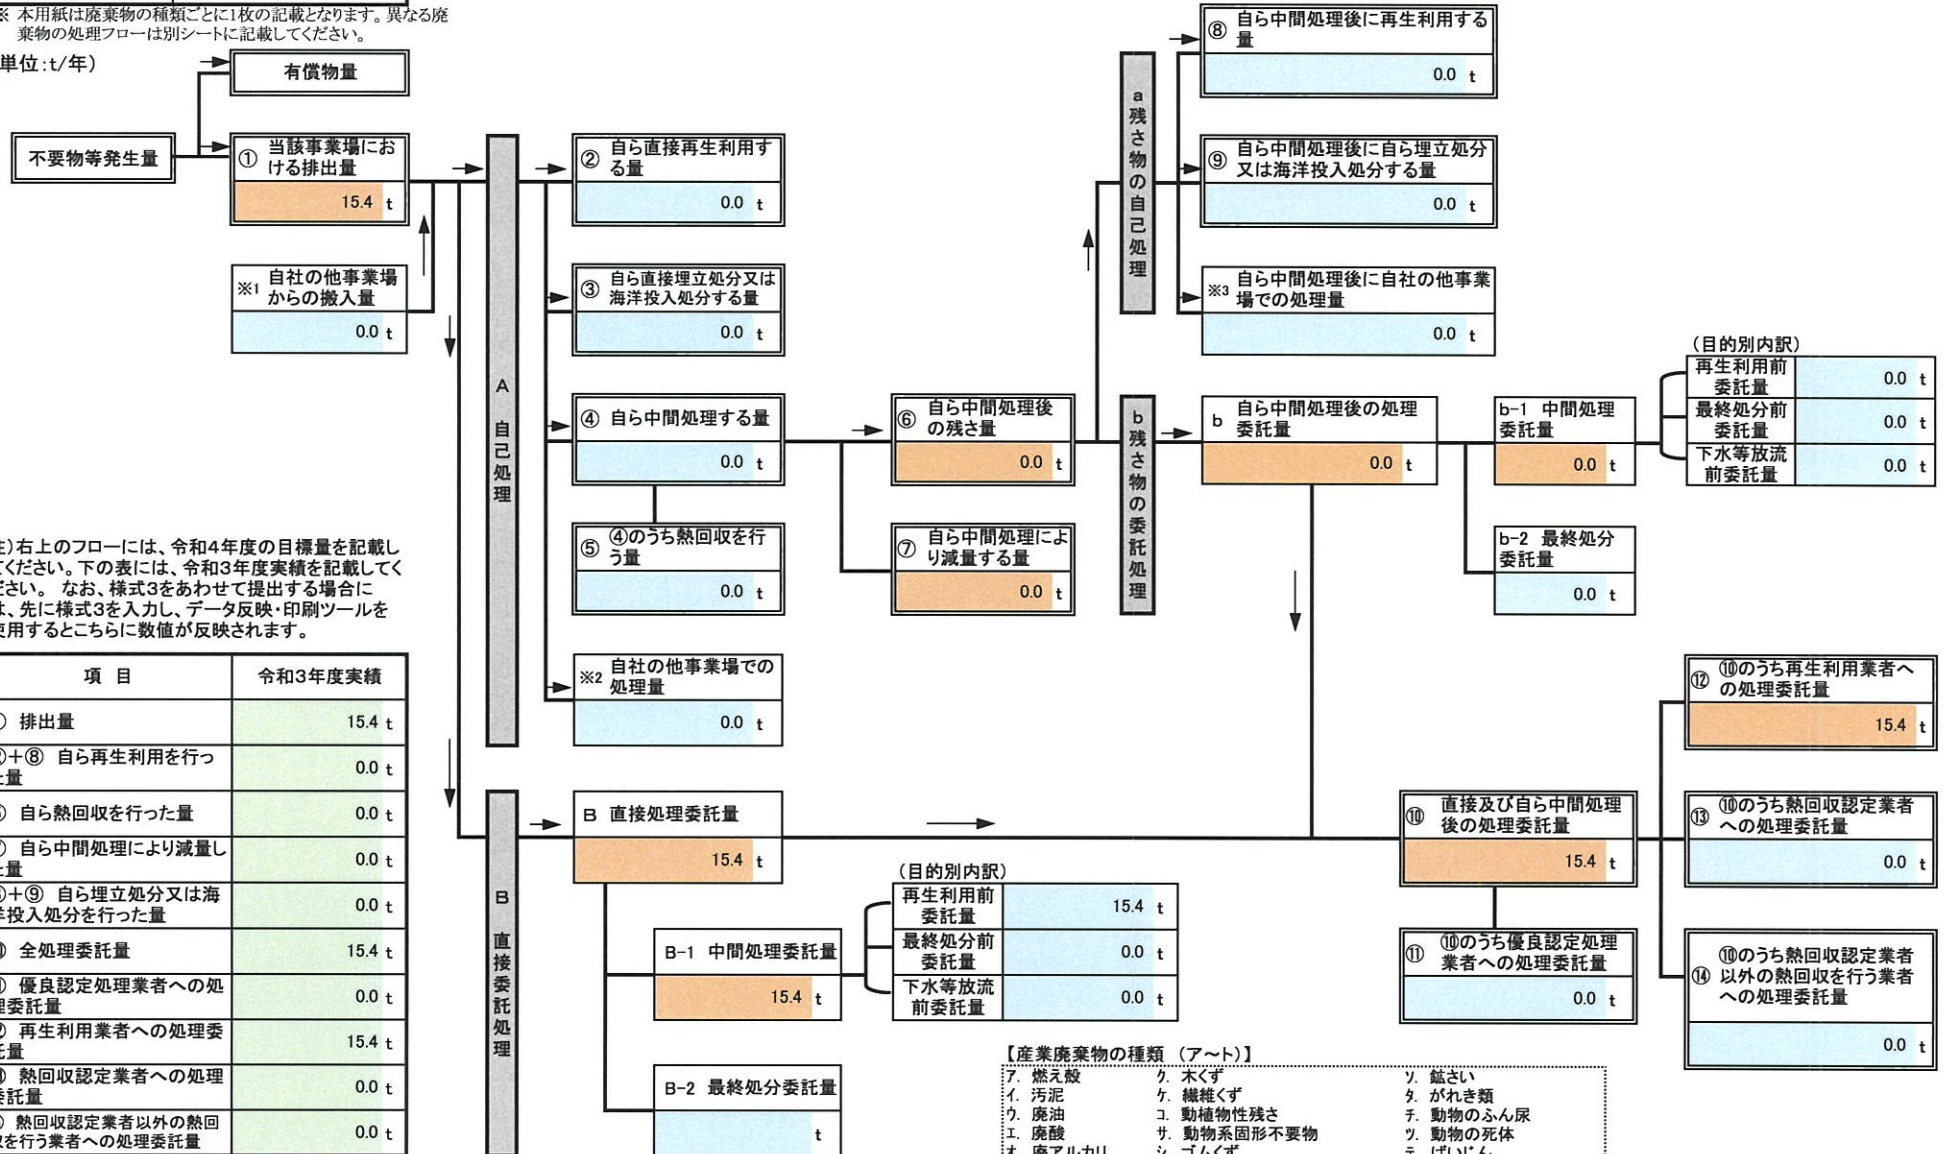 ※ 本用紙は廃棄物の種類ごとに1枚の記載となります。異なる廃
棄物の処理フローは別シートに記載してください。
単位:t/年)
有償物量
不要物等発生量
① 当該事業場にお
ける排出量
15.4 t
※1 自社の他事業場
からの搬入量
0.0 t
A 自己処理
② 自ら直接再生利用す
る量
0.0 t
③ 自ら直接埋立処分又は
海洋投入処分する量
0.0 t
④ 自ら中間処理する量
0.0 t
⑤ ④のうち熱回収を行
う量
0.0 t
※2 自社の他事業場での
処理量
0.0 t
⑥ 自ら中間処理後
の残さ量
0.0 t
⑦ 自ら中間処理によ
り減量する量
0.0 t
a 残さ物の自己処理
⑧ 自ら中間処理後に再生利用する
量
0.0 t
⑨ 自ら中間処理後に自ら埋立処分
又は海洋投入処分する量
0.0 t
※3 自ら中間処理後に自社の他事業
場での処理量
0.0 t
b 残さ物の委託処理
b 自ら中間処理後の処理
委託量
0.0 t
b-1 中間処理
委託量
0.0 t
b-2 最終処分
委託量
0.0 t
(目的別内訳)
再生利用前
委託量
0.0 t
最終処分前
委託量
0.0 t
下水等放流
前委託量
0.0 t
)右上のフローには、令和4年度の目標量を記載し
ください。下の表には、令和3年度実績を記載してく
さい。 なお、様式3をあわせて提出する場合に
、先に様式3を入力し、データ反映・印刷ツールを
用するとこちらに数値が反映されます。
項 目 令和3年度実績
排出量 15.4 t
+⑧ 自ら再生利用を行っ
量 0.0 t
自ら熱回収を行った量 0.0 t
自ら中間処理により減量し
量 0.0 t
+⑨ 自ら埋立処分又は海
投入処分を行った量 0.0 t
全処理委託量 15.4 t
優良認定処理業者への処
理委託量 0.0 t
再生利用業者への処理委
託量 15.4 t
熱回収認定業者への処理
委託量 0.0 t
熱回収認定業者以外の熱回
収を行う業者への処理委託量 0.0 t
B 直接委託処理
B 直接処理委託量
15.4 t
B-1 中間処理委託量
15.4 t
B-2 最終処分委託量
t
(目的別内訳)
再生利用前
委託量
15.4 t
最終処分前
委託量
0.0 t
下水等放流
前委託量
0.0 t
⑩ 直接及び自ら中間処理
後の処理委託量
15.4 t
⑪ ⑩のうち優良認定処理
業者への処理委託量
0.0 t
⑫ ⑩のうち再生利用業者へ
の処理委託量
15.4 t
⑬ ⑩のうち熱回収認定業者
への処理委託量
0.0 t
⑭ ⑩のうち熱回収認定業者
以外の熱回収を行う業者
への処理委託量
0.0 t
【産業廃棄物の種類 (ア~ト)】
ア. 燃え殻 ク. 木くず ソ. 鉱さい
イ. 汚泥 ケ. 繊維くず タ. がれき類
ウ. 廃油 コ. 動植物性残さ チ. 動物のふん尿
エ. 廃酸 サ. 動物系固形不要物 ツ. 動物の死体
オ. 廃アルカリ シ. ゴムくず テ. ばいじん